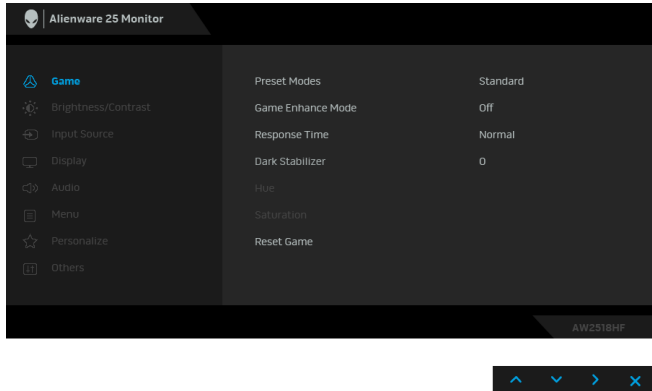 Alienware 25 Monitor
Game
Preset Modes Standard
Brightness/Contrast
Game Enhance Mode Off
Input Source
Response Time Normal
Display
Dark Stabilizer 0
Audio
Hue
Menu
Saturation
Personalize
Reset Game
Others
AW2518HF